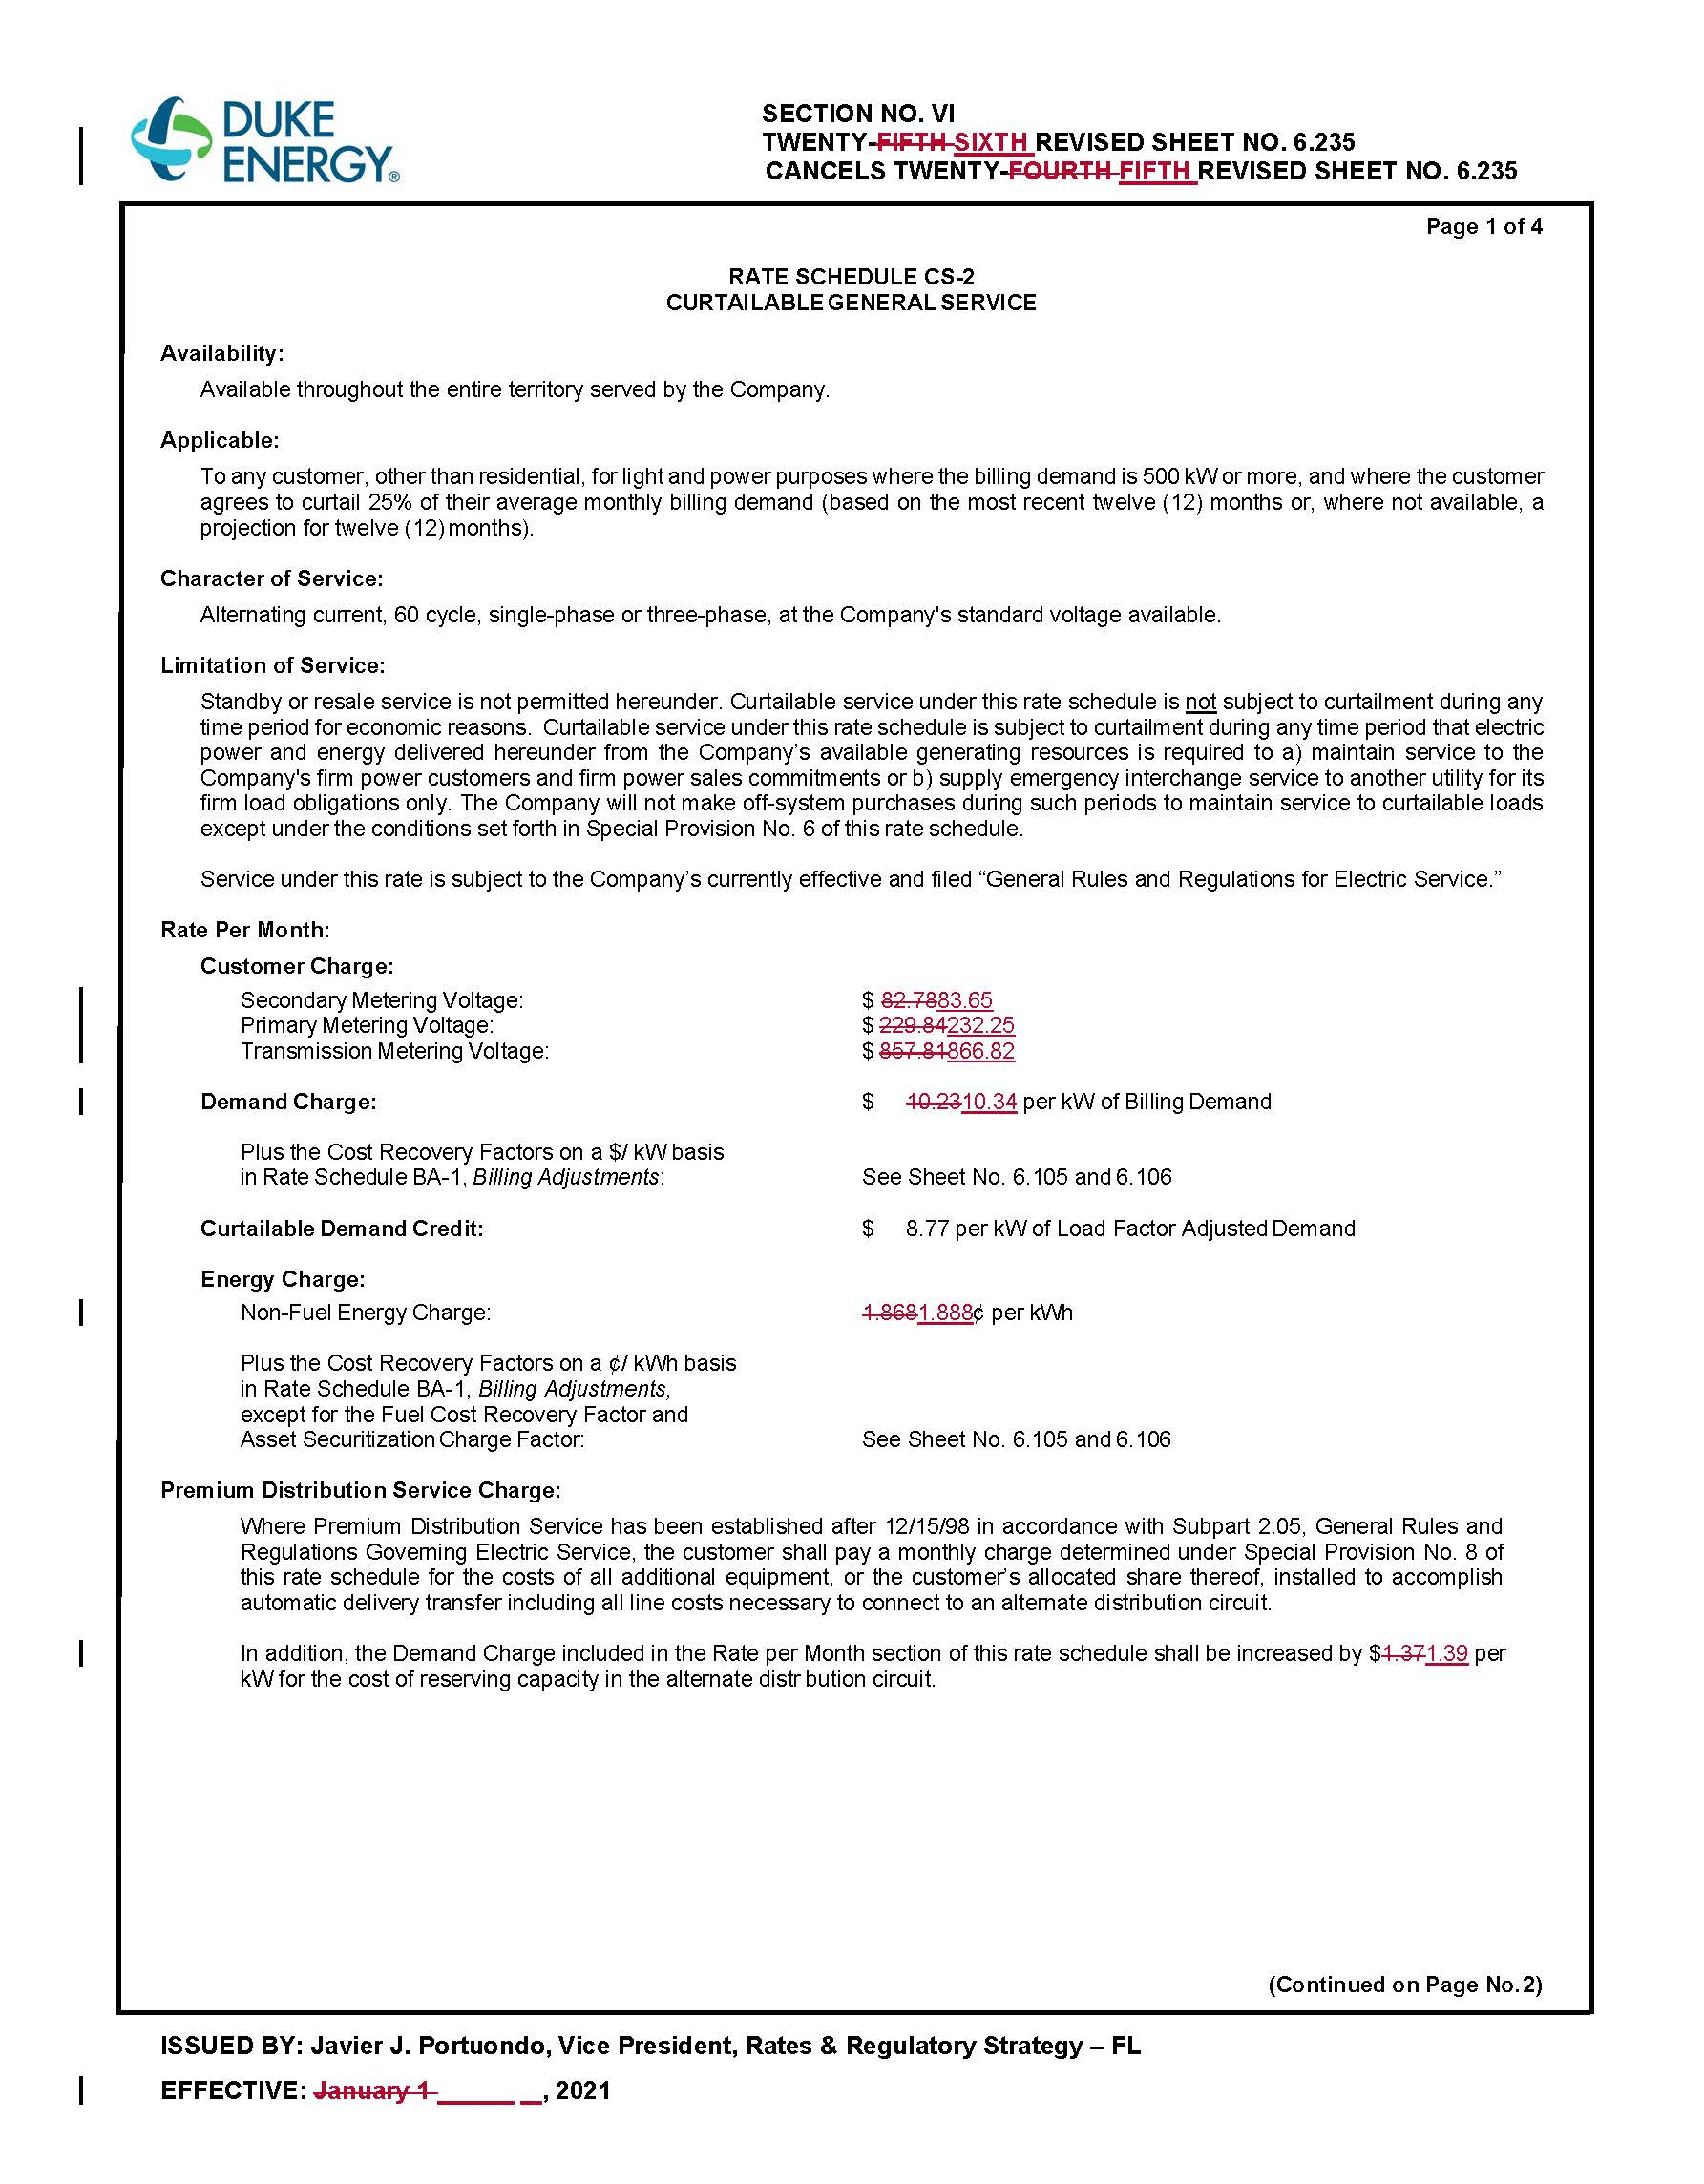 DUKE
ENERGY®
SECTION NO. VI
TWENTY-FIFTH SIXTH REVISED SHEET NO. 6.235
CANCELS TWENTY-FOURTH FIFTH REVISED SHEET NO. 6.235
Page 1 of 4
RATE SCHEDULE CS-2
CURTAILABLE GENERAL SERVICE
Availability:
Available throughout the entire territory served by the Company.
Applicable:
To any customer, other than residential, for light and power purposes where the billing demand is 500 kW or more, and where the customer
agrees to curtail 25% of their average monthly billing demand (based on the most recent twelve (12) months or, where not available, a
projection for twelve (12) months).
Character of Service:
Alternating current, 60 cycle, single-phase or three-phase, at the Company's standard voltage available.
Limitation of Service:
Standby or resale service is not permitted hereunder. Curtailable service under this rate schedule is not subject to curtailment during any
time period for economic reasons. Curtailable service under this rate schedule is subject to curtailment during any time period that electric
power and energy delivered hereunder from the Company’s available generating resources is required to a) maintain service to the
Company's firm power customers and firm power sales commitments or b) supply emergency interchange service to another utility for its
firm load obligations only. The Company will not make off-system purchases during such periods to maintain service to curtailable loads
except under the conditions set forth in Special Provision No. 6 of this rate schedule.
Service under this rate is subject to the Company’s currently effective and filed “General Rules and Regulations for Electric Service.”
Rate Per Month:
Customer Charge:
Secondary Metering Voltage: $ 82.7883.65
Primary Metering Voltage: $ 229.84232.25
Transmission Metering Voltage: $ 857.81866.82
Demand Charge: $ 10.2310.34 per kW of Billing Demand
Plus the Cost Recovery Factors on a $/ kW basis
in Rate Schedule BA-1, Billing Adjustments: See Sheet No. 6.105 and 6.106
Curtailable Demand Credit: $ 8.77 per kW of Load Factor Adjusted Demand
Energy Charge:
Non-Fuel Energy Charge: 1.8681.888¢ per kWh
Plus the Cost Recovery Factors on a ¢/ kWh basis
in Rate Schedule BA-1, Billing Adjustments,
except for the Fuel Cost Recovery Factor and
Asset Securitization Charge Factor: See Sheet No. 6.105 and 6.106
Premium Distribution Service Charge:
Where Premium Distribution Service has been established after 12/15/98 in accordance with Subpart 2.05, General Rules and
Regulations Governing Electric Service, the customer shall pay a monthly charge determined under Special Provision No. 8 of
this rate schedule for the costs of all additional equipment, or the customer’s allocated share thereof, installed to accomplish
automatic delivery transfer including all line costs necessary to connect to an alternate distribution circuit.
In addition, the Demand Charge included in the Rate per Month section of this rate schedule shall be increased by $1.371.39 per
kW for the cost of reserving capacity in the alternate distr bution circuit.
(Continued on Page No. 2)
ISSUED BY: Javier J. Portuondo, Vice President, Rates & Regulatory Strategy – FL
EFFECTIVE: January 1 _____ _, 2021